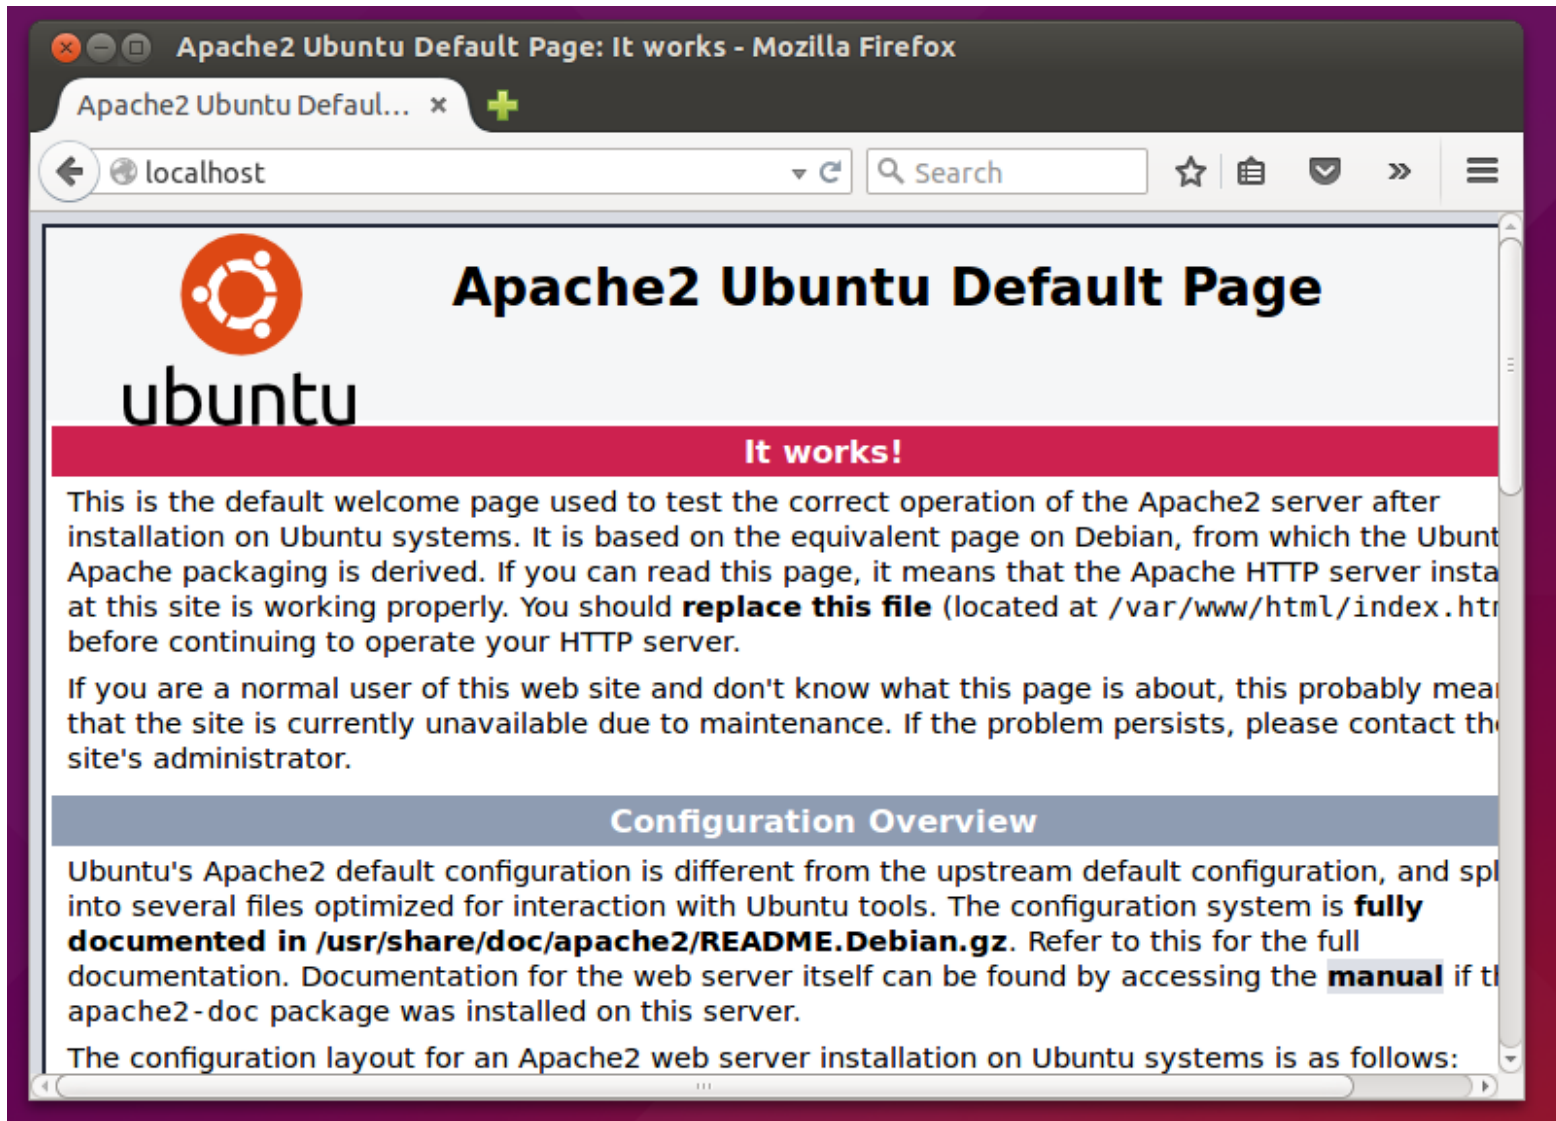 Apache2 Ubuntu Default Page: It works - Mozilla Firefox
Apache2 Ubuntu Defaul...
localhost
Search
ubuntu
Apache2 Ubuntu Default Page
It works!
This is the default welcome page used to test the correct operation of the Apache2 server after
installation on Ubuntu systems. It is based on the equivalent page on Debian, from which the Ubunt
Apache packaging is derived. If you can read this page, it means that the Apache HTTP server insta
at this site is working properly. You should replace this file (located at /var/www/html/index.htm
before continuing to operate your HTTP server.
If you are a normal user of this web site and don't know what this page is about, this probably mean
that the site is currently unavailable due to maintenance. If the problem persists, please contact the
site's administrator.
Configuration Overview
Ubuntu's Apache2 default configuration is different from the upstream default configuration, and spl
into several files optimized for interaction with Ubuntu tools. The configuration system is fully
documented in /usr/share/doc/apache2/README.Debian.gz. Refer to this for the full
documentation. Documentation for the web server itself can be found by accessing the manual if th
apache2-doc package was installed on this server.
The configuration layout for an Apache2 web server installation on Ubuntu systems is as follows: